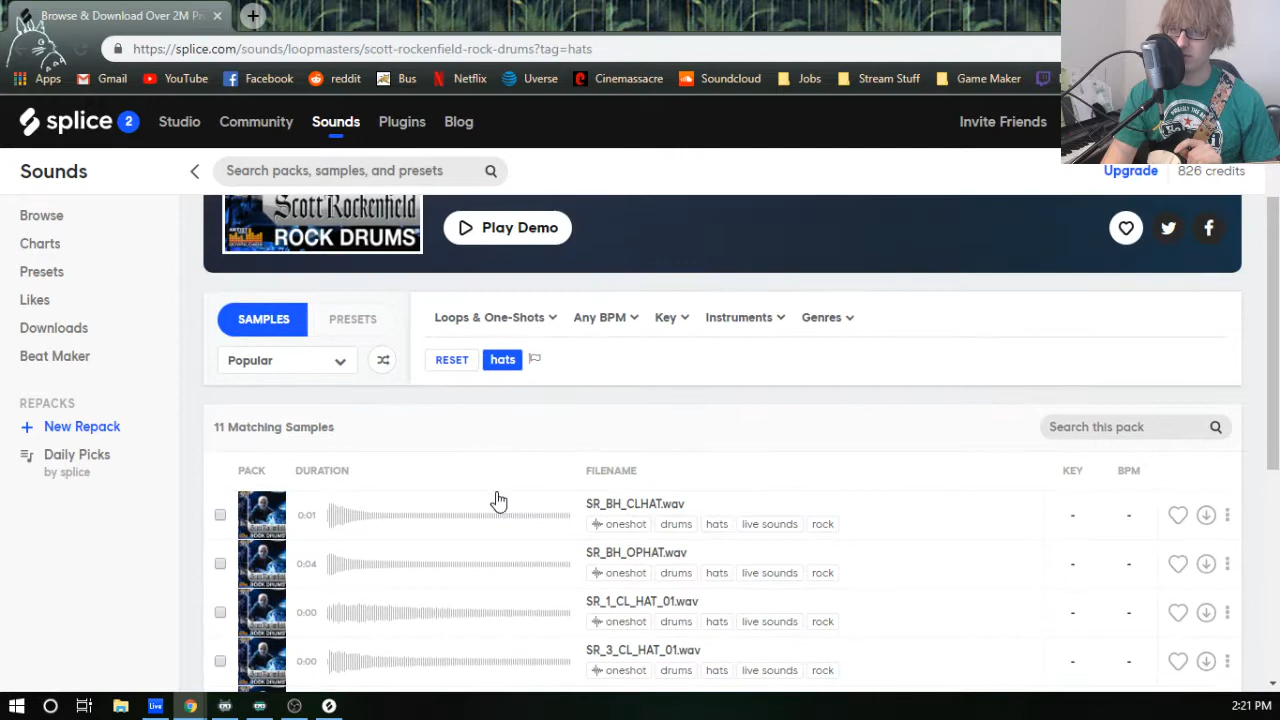 Browse & Download Over 2M Pr
https://splice.com/sounds/loopmasters/scott-rockenfield-rock-drums?tag=hats
Apps Gmail YouTube Facebook reddit Bus Netflix Uverse Cinemassacre Soundcloud Jobs Stream Stuff Game Maker
splice 2 Studio Community Sounds Plugins Blog Invite Friends
Sounds Search packs, samples, and presets Upgrade 826 credits
Browse
Charts
Presets
Likes
Downloads
Beat Maker
REPACKS
+ New Repack
Daily Picks
by splice
Scott Rockenfield
ROCK DRUMS
Play Demo
SAMPLES PRESETS Loops & One-Shots Any BPM Key Instruments Genres
Popular RESET hats
11 Matching Samples Search this pack
PACK DURATION FILENAME KEY BPM
0:01 SR_BH_CLHAT.wav - -
oneshot drums hats live sounds rock
0:04 SR_BH_OPHAT.wav - -
oneshot drums hats live sounds rock
0:00 SR_1_CL_HAT_01.wav - -
oneshot drums hats live sounds rock
0:00 SR_3_CL_HAT_01.wav - -
oneshot drums hats live sounds rock
Live
2:21 PM